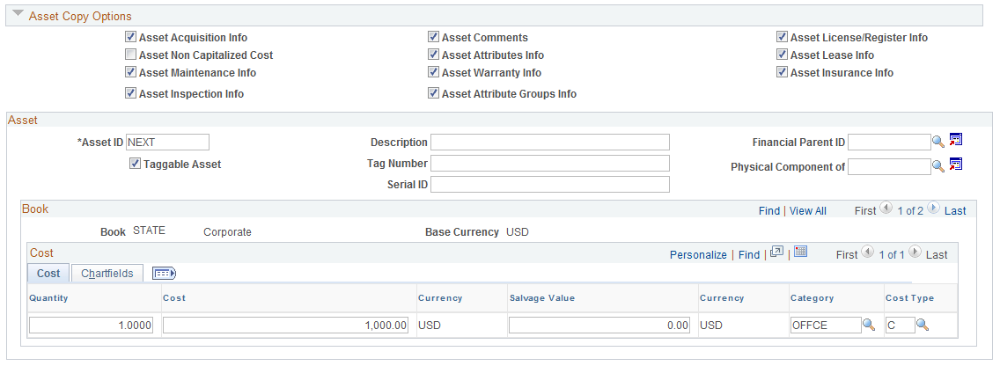 Asset Copy Options
Asset Acquisition Info Asset Comments Asset License/Register Info
Asset Non Capitalized Cost Asset Attributes Info Asset Lease Info
Asset Maintenance Info Asset Warranty Info Asset Insurance Info
Asset Inspection Info Asset Attribute Groups Info
Asset
*Asset ID NEXT Description Financial Parent ID
Taggable Asset Tag Number Physical Component of
Serial ID
Book Find | View All First 1 of 2 Last
Book STATE Corporate Base Currency USD
Cost Personalize | Find | | First 1 of 1 Last
Cost Chartfields
Quantity Cost Currency Salvage Value Currency Category Cost Type
1.0000 1,000.00 USD 0.00 USD OFFCE C